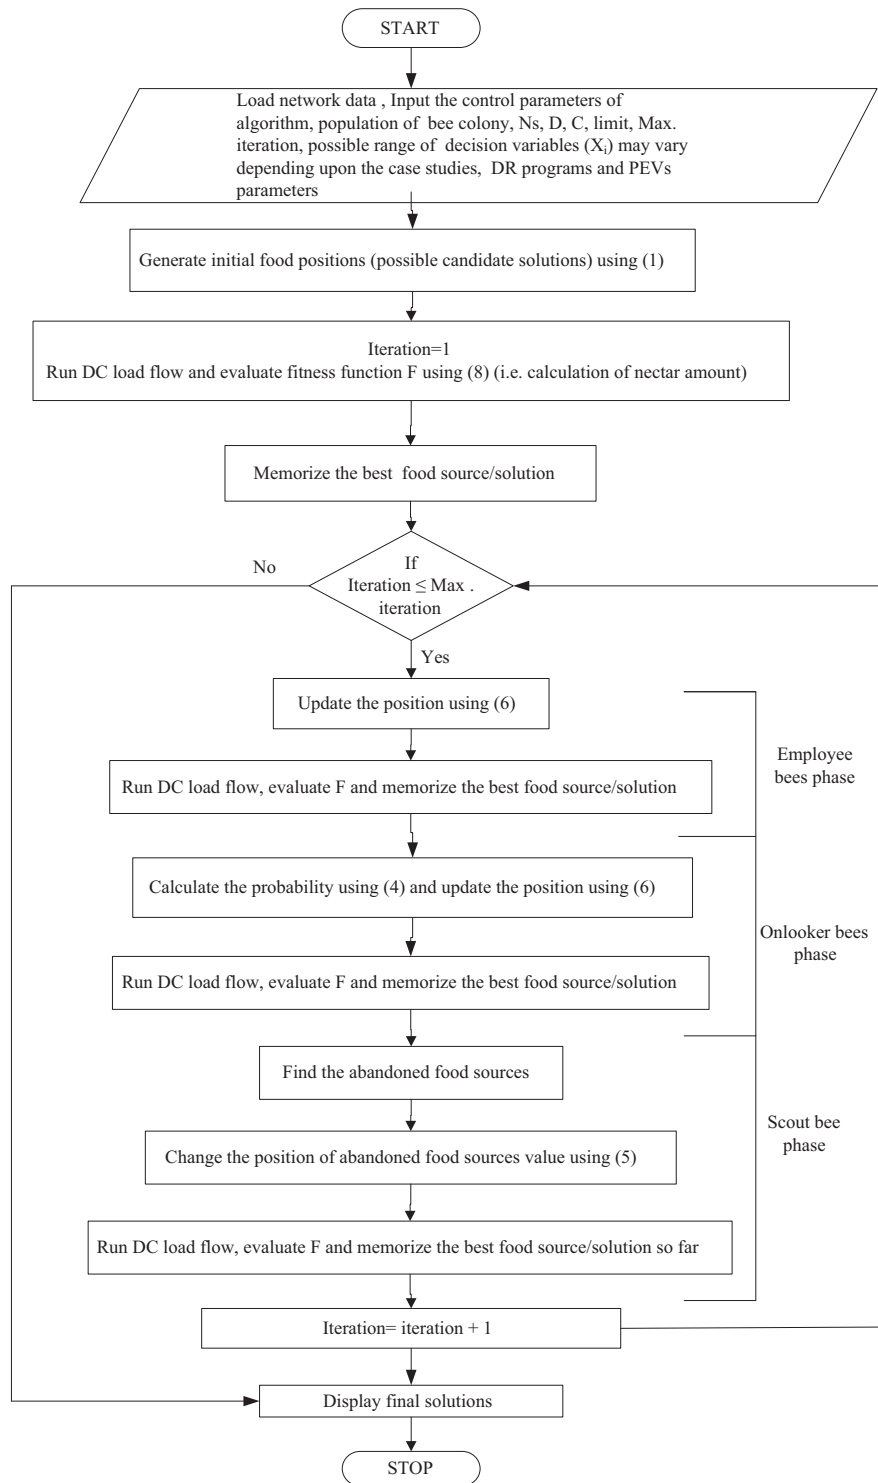 START
Load network data , Input the control parameters of
algorithm, population of bee colony, Ns, D, C, limit, Max.
iteration, possible range of decision variables (Xi) may vary
depending upon the case studies, DR programs and PEVs
parameters
Generate initial food positions (possible candidate solutions) using (1)
Iteration=1
Run DC load flow and evaluate fitness function F using (8) (i.e. calculation of nectar amount)
Memorize the best food source/solution
If
Iteration ≤ Max .
iteration
No
Yes
Update the position using (6)
Run DC load flow, evaluate F and memorize the best food source/solution
Employee
bees phase
Calculate the probability using (4) and update the position using (6)
Run DC load flow, evaluate F and memorize the best food source/solution
Onlooker bees
phase
Find the abandoned food sources
Change the position of abandoned food sources value using (5)
Run DC load flow, evaluate F and memorize the best food source/solution so far
Scout bee
phase
Iteration= iteration + 1
Display final solutions
STOP